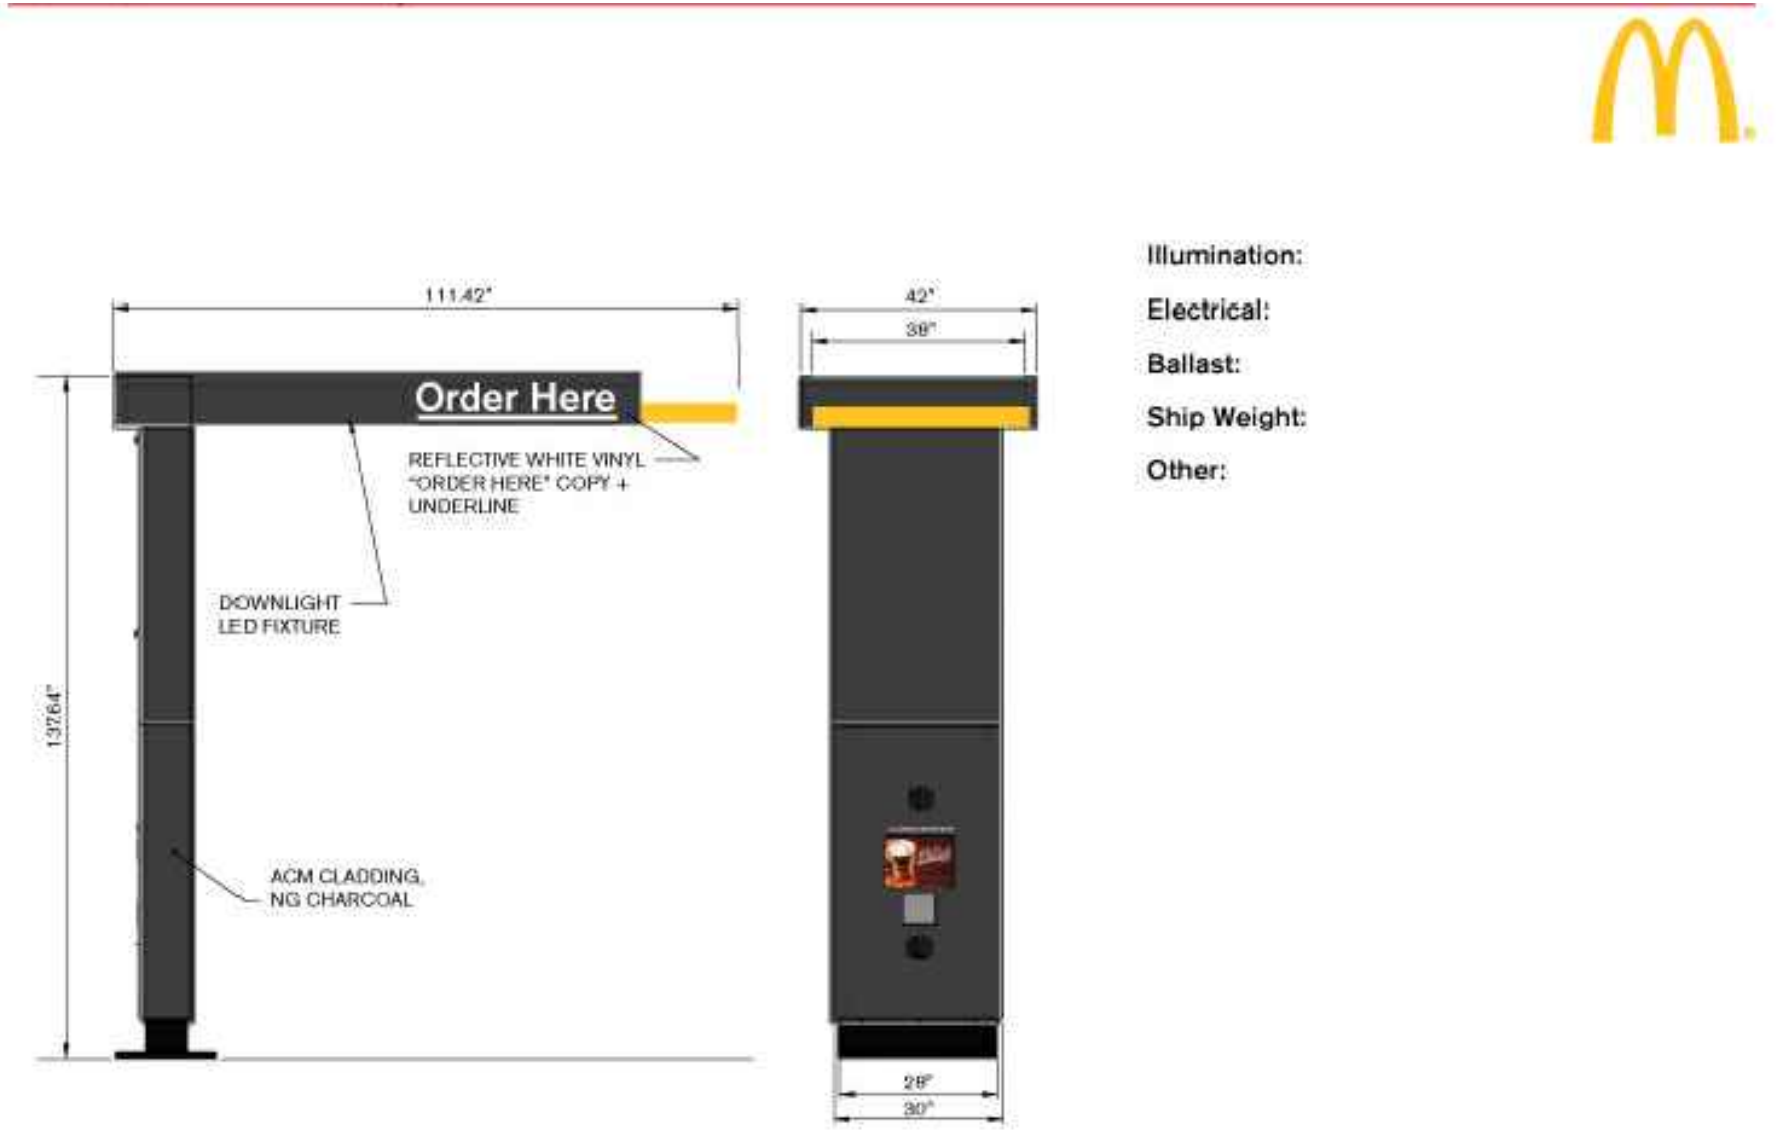 111.42"
42"
38"
Order Here
REFLECTIVE WHITE VINYL
"ORDER HERE" COPY +
UNDERLINE
DOWNLIGHT
LED FIXTURE
137.64"
ACM CLADDING,
NG CHARCOAL
28"
30"
Illumination:
Electrical:
Ballast:
Ship Weight:
Other: